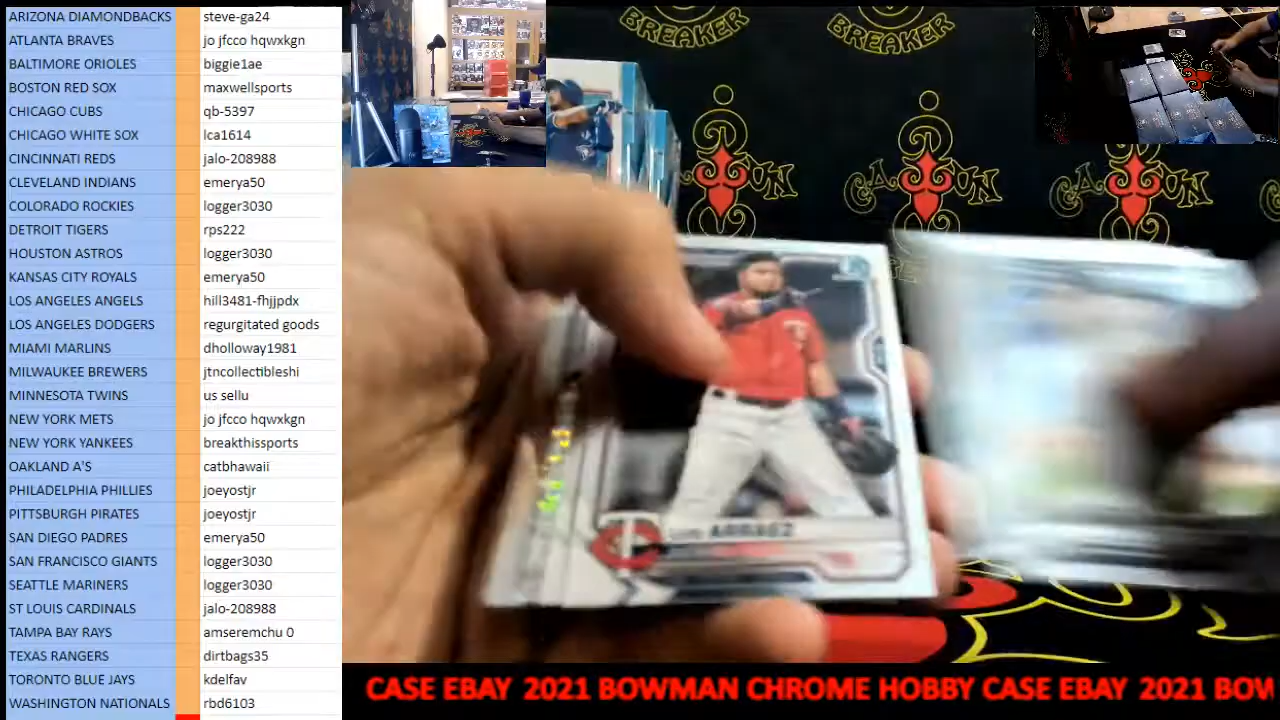 ARIZONA DIAMONDBACKS steve-ga24
ATLANTA BRAVES jo jfcco hqwxkgn
BALTIMORE ORIOLES biggie1ae
BOSTON RED SOX maxwellsports
CHICAGO CUBS qb-5397
CHICAGO WHITE SOX lca1614
CINCINNATI REDS jalo-208988
CLEVELAND INDIANS emerya50
COLORADO ROCKIES logger3030
DETROIT TIGERS rps222
HOUSTON ASTROS logger3030
KANSAS CITY ROYALS emerya50
LOS ANGELES ANGELS hill3481-fhjjpdx
LOS ANGELES DODGERS regurgitated goods
MIAMI MARLINS dholloway1981
MILWAUKEE BREWERS jtncollectibleshi
MINNESOTA TWINS us sellu
NEW YORK METS jo jfcco hqwxkgn
NEW YORK YANKEES breakthissports
OAKLAND A'S catbhawaii
PHILADELPHIA PHILLIES joeyostjr
PITTSBURGH PIRATES joeyostjr
SAN DIEGO PADRES emerya50
SAN FRANCISCO GIANTS logger3030
SEATTLE MARINERS logger3030
ST LOUIS CARDINALS jalo-208988
TAMPA BAY RAYS amseremchu 0
TEXAS RANGERS dirtbags35
TORONTO BLUE JAYS kdelfav
WASHINGTON NATIONALS rbd6103
BREAKER BREAKER
CAJUN CAJUN
ARRAEZ
CASE EBAY 2021 BOWMAN CHROME HOBBY CASE EBAY 2021 BOW